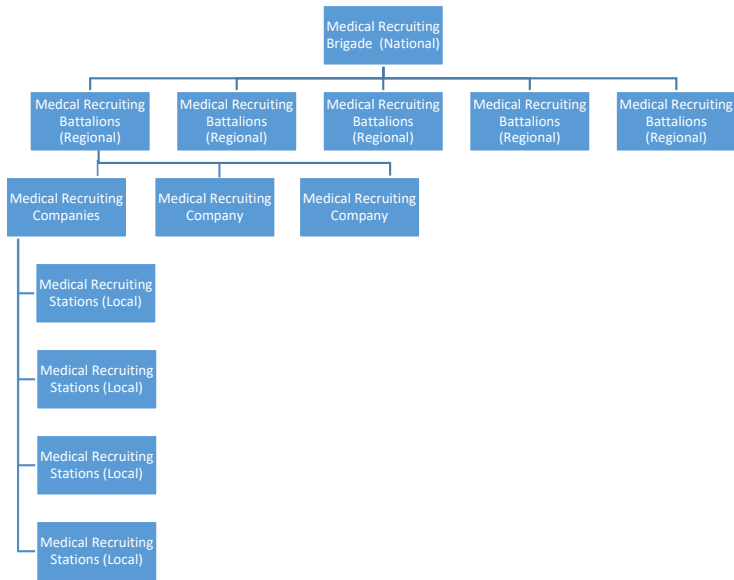 Medical Recruiting
Brigade (National)
Medcal Recruiting
Battalions
(Regional)
Medical Recruiting
Battalions
(Regional)
Medical Recruiting
Battalions
(Regional)
Medical Recruiting
Battalions
(Regional)
Medical Recruiting
Battalions
(Regional)
Medical Recruiting
Companies
Medical Recruiting
Company
Medical Recruiting
Company
Medical Recruiting
Stations (Local)
Medical Recruiting
Stations (Local)
Medical Recruiting
Stations (Local)
Medical Recruiting
Stations (Local)